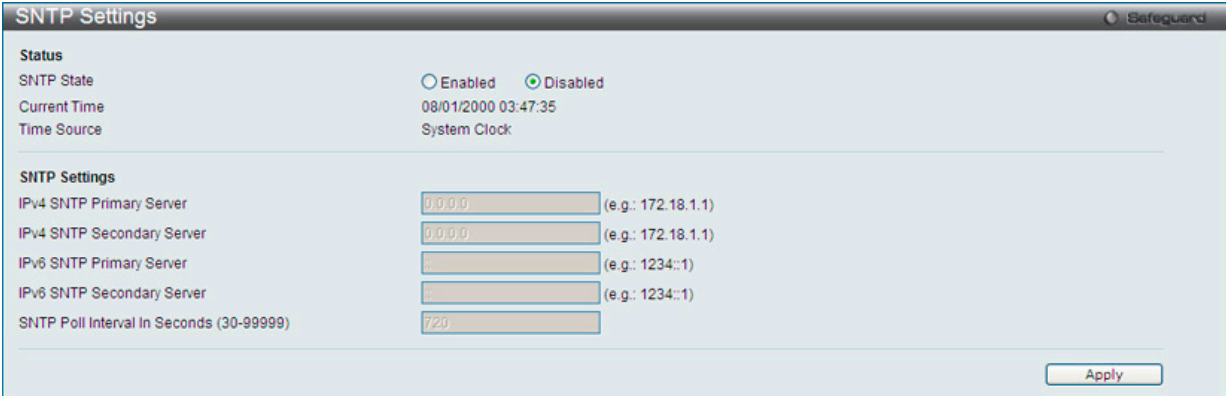 SNTP Settings
Safeguard
Status
SNTP State Enabled Disabled
Current Time 08/01/2000 03:47:35
Time Source System Clock
SNTP Settings
IPv4 SNTP Primary Server 0.0.0.0 (e.g.: 172.18.1.1)
IPv4 SNTP Secondary Server 0.0.0.0 (e.g.: 172.18.1.1)
IPv6 SNTP Primary Server :: (e.g.: 1234::1)
IPv6 SNTP Secondary Server :: (e.g.: 1234::1)
SNTP Poll Interval In Seconds (30-99999) 720
Apply